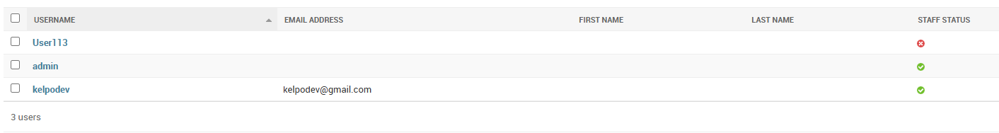 USERNAME EMAIL ADDRESS FIRST NAME LAST NAME STAFF STATUS
User113
admin
kelpodev kelpodev@gmail.com
3 users